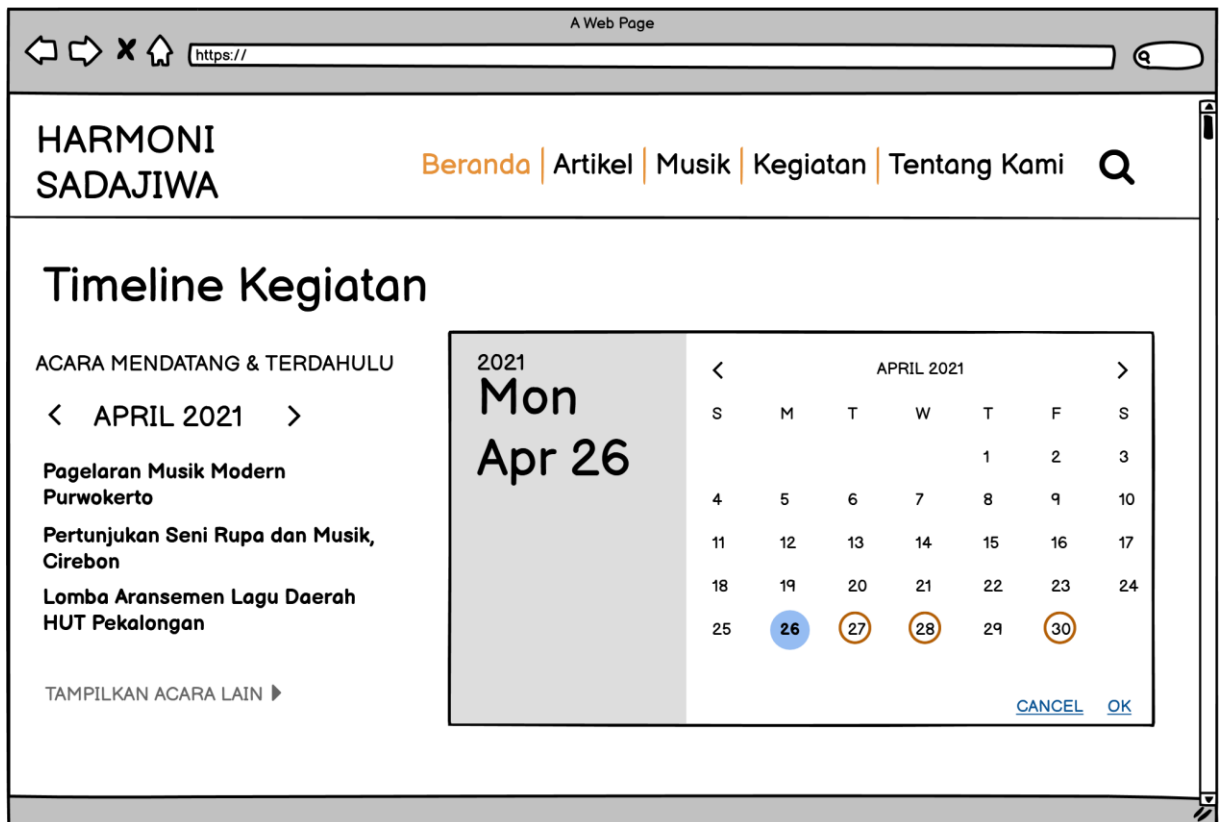 A Web Page
https://
HARMONI
SADAJIWA
Beranda Artikel Musik Kegiatan Tentang Kami
Timeline Kegiatan
ACARA MENDATANG & TERDAHULU
APRIL 2021
Pagelaran Musik Modern
Purwokerto
Pertunjukan Seni Rupa dan Musik,
Cirebon
Lomba Aransemen Lagu Daerah
HUT Pekalongan
TAMPILKAN ACARA LAIN
2021
Mon
Apr 26
APRIL 2021
S M T W T F S
1 2 3
4 5 6 7 8 9 10
11 12 13 14 15 16 17
18 19 20 21 22 23 24
25 26 27 28 29 30
CANCEL OK